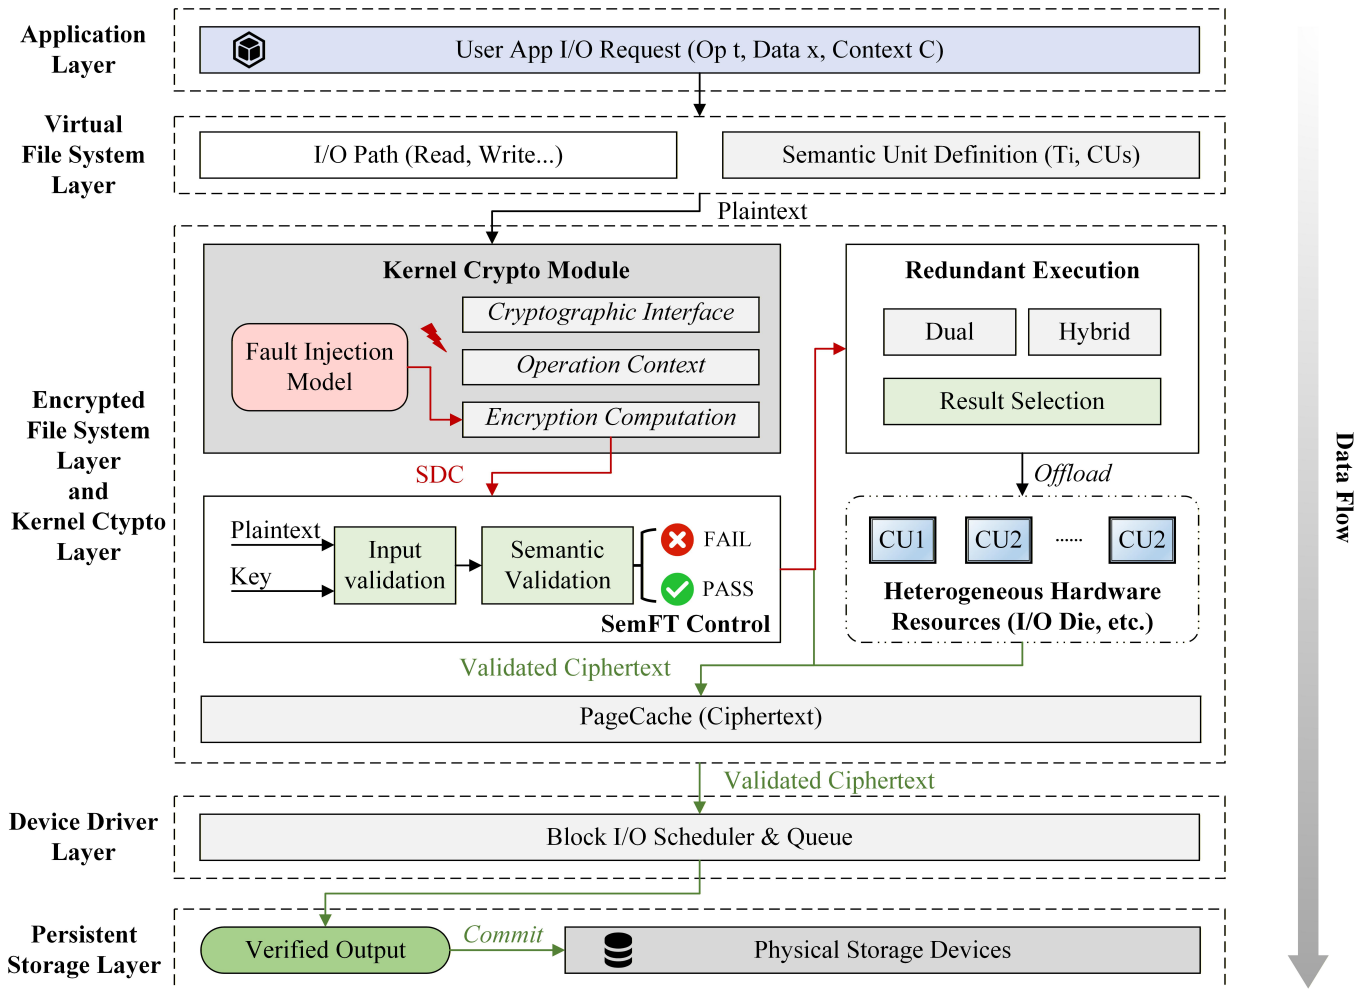 Application
Layer
User App I/O Request (Op t, Data x, Context C)
Virtual
File System
Layer
I/O Path (Read, Write...)
Semantic Unit Definition (Ti, CUs)
Plaintext
Encrypted
File System
Layer
and
Kernel Ctypto
Layer
Kernel Crypto Module
Cryptographic Interface
Fault Injection
Model
Operation Context
Encryption Computation
SDC
Redundant Execution
Dual
Hybrid
Result Selection
Offload
Plaintext
Key
Input
validation
Semantic
Validation
FAIL
PASS
SemFT Control
CU1
CU2
......
CU2
Heterogeneous Hardware
Resources (I/O Die, etc.)
Validated Ciphertext
PageCache (Ciphertext)
Validated Ciphertext
Device Driver
Layer
Block I/O Scheduler & Queue
Persistent
Storage Layer
Verified Output
Commit
Physical Storage Devices
Data Flow